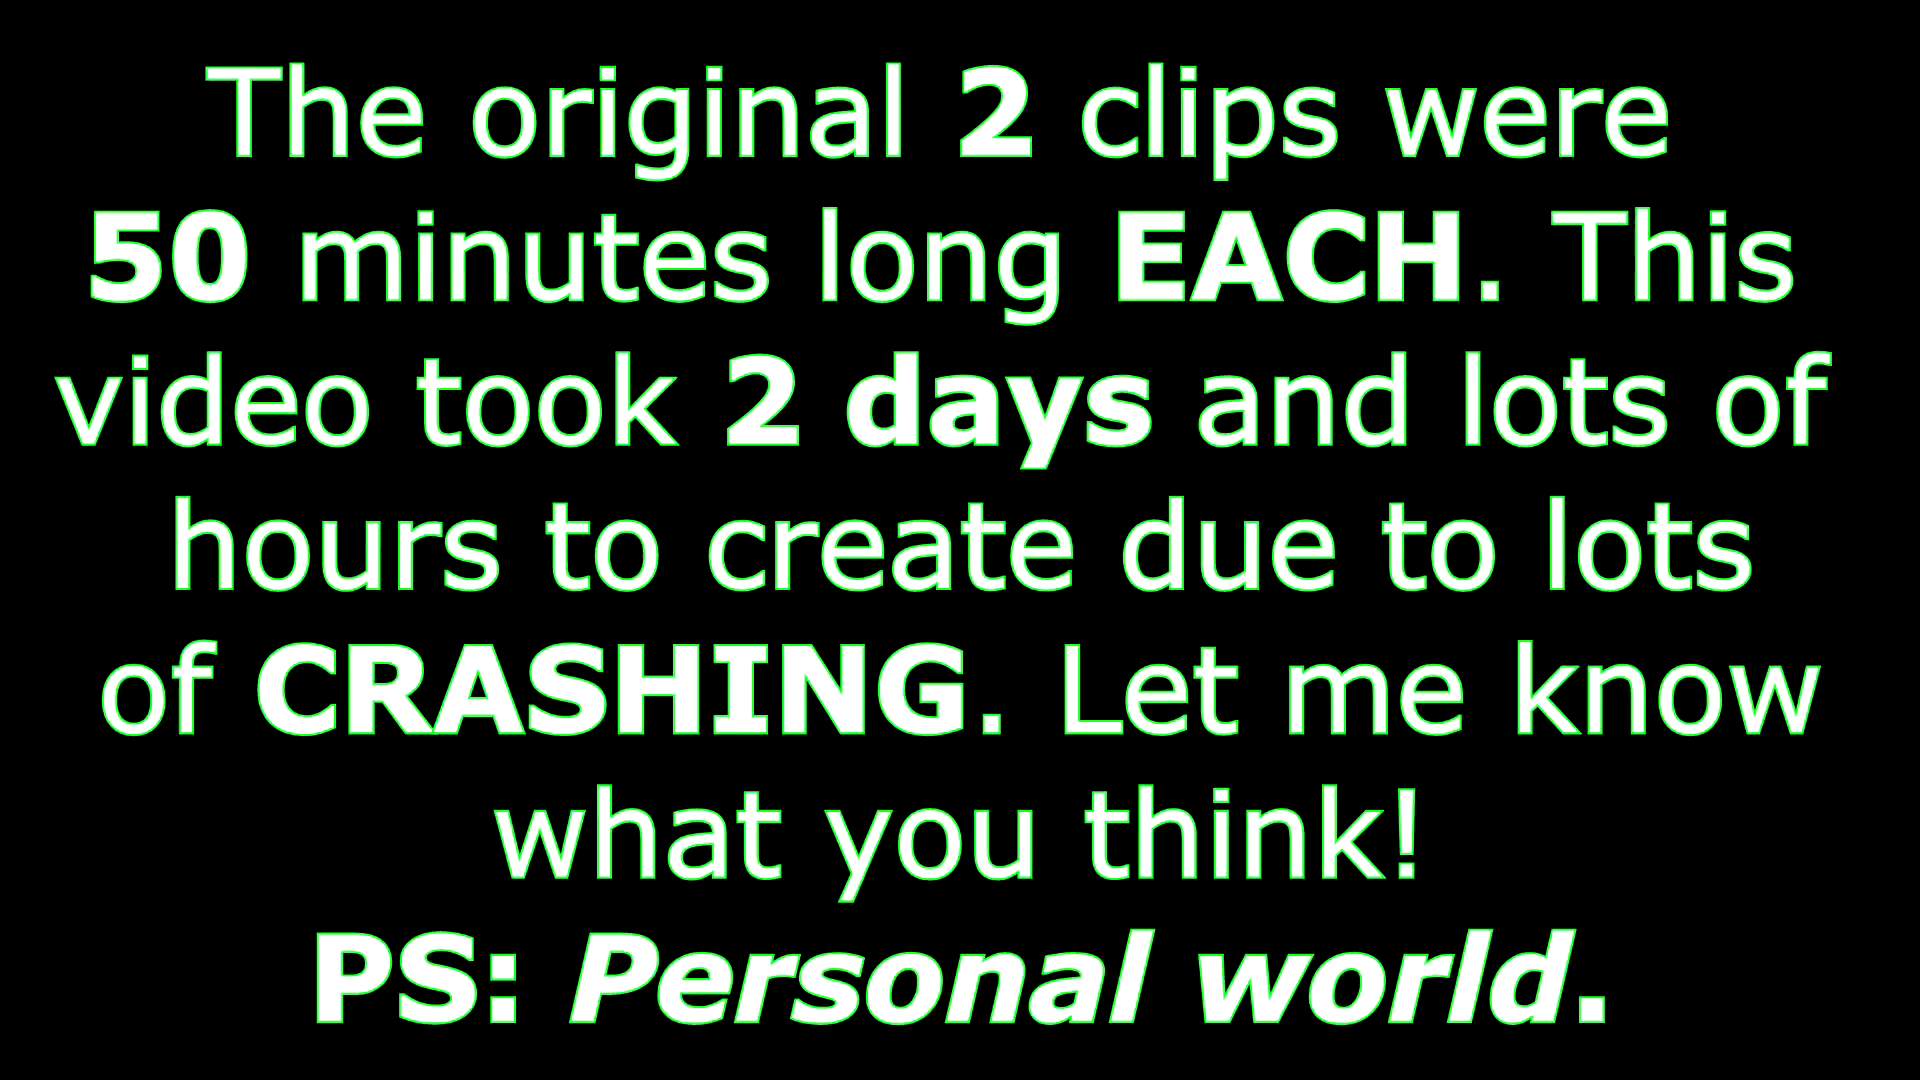 The original 2 clips were
50 minutes long EACH. This
video took 2 days and lots of
hours to create due to lots
of CRASHING. Let me know
what you think!
PS: Personal world.